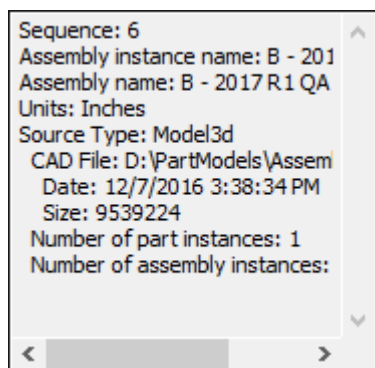 Sequence: 6
Assembly instance name: B - 201
Assembly name: B - 2017 R1 QA
Units: Inches
Source Type: Model3d
CAD File: D:\PartModels\Asseml
Date: 12/7/2016 3:38:34 PM
Size: 9539224
Number of part instances: 1
Number of assembly instances: